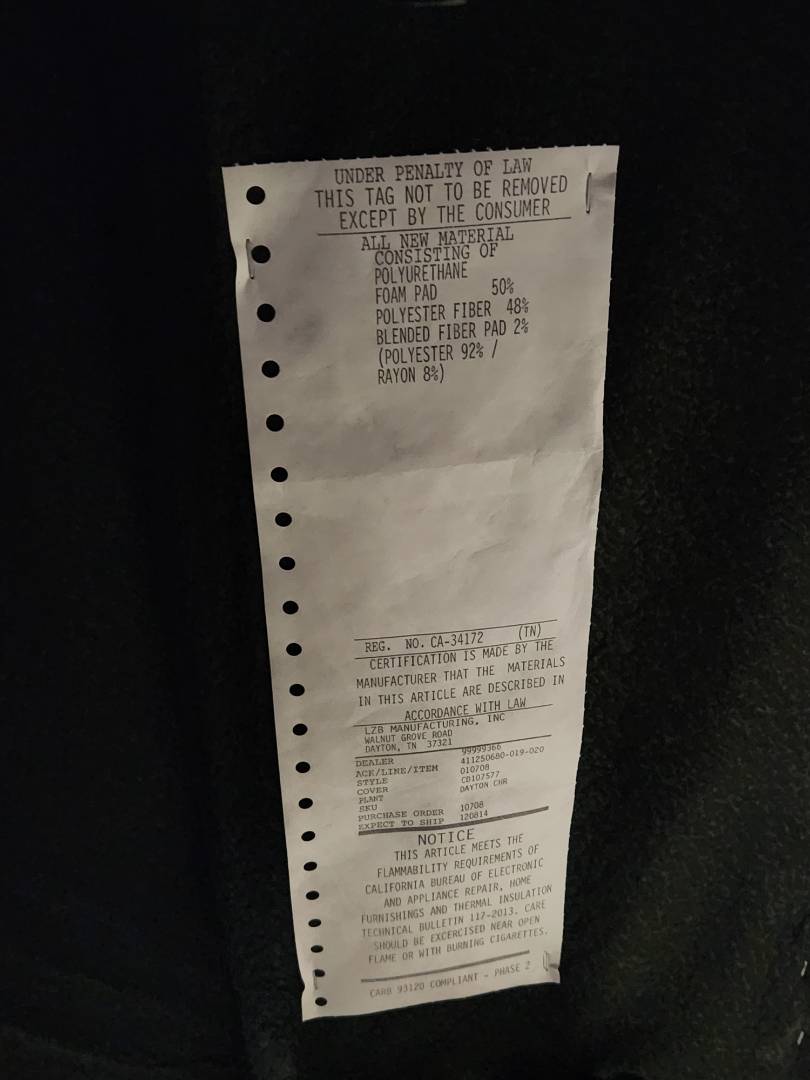 UNDER PENALTY OF LAW
THIS TAG NOT TO BE REMOVED
EXCEPT BY THE CONSUMER
ALL NEW MATERIAL
CONSISTING OF
POLYURETHANE
FOAM PAD 50%
POLYESTER FIBER 48%
BLENDED FIBER PAD 2%
(POLYESTER 92% /
RAYON 8%)
REG. NO. CA-34172 (TN)
CERTIFICATION IS MADE BY THE
MANUFACTURER THAT THE MATERIALS
IN THIS ARTICLE ARE DESCRIBED IN
ACCORDANCE WITH LAW
LZB MANUFACTURING, INC
WALNUT GROVE ROAD
DAYTON, TN 37321
DEALER 99999366
ACK/LINE/ITEM 411250680-019-020
STYLE 010708
COVER CB107577
PLANT DAYTON CHR
SKU
PURCHASE ORDER 10708
EXPECT TO SHIP 120814
NOTICE
THIS ARTICLE MEETS THE
FLAMMABILITY REQUIREMENTS OF
CALIFORNIA BUREAU OF ELECTRONIC
AND APPLIANCE REPAIR, HOME
FURNISHINGS AND THERMAL INSULATION
TECHNICAL BULLETIN 117-2013. CARE
SHOULD BE EXCERCISED NEAR OPEN
FLAME OR WITH BURNING CIGARETTES.
CARB 93120 COMPLIANT - PHASE 2